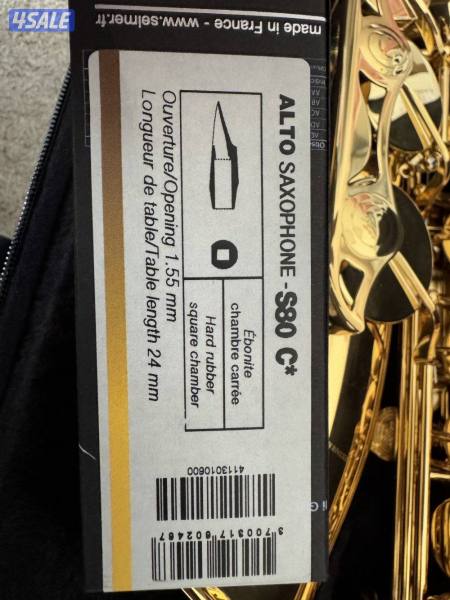 4SALE
made in France - www.selmer.fr
ALTO SAXOPHONE - S80 C*
Ébonite
chambre carrée
Hard rubber
square chamber
Ouverture/Opening 1.55 mm
Longueur de table/Table length 24 mm
4113010600
3 700317 602467